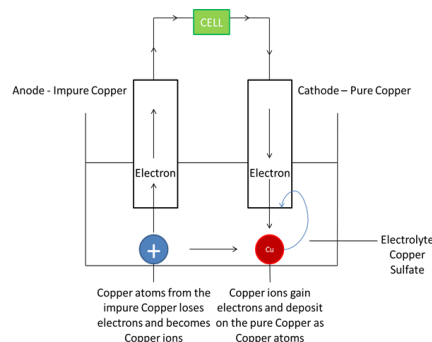 CELL
Anode - Impure Copper
Cathode – Pure Copper
Electron
Electron
+
Cu
Electrolyte
Copper
Sulfate
Copper atoms from the
impure Copper loses
electrons and becomes
Copper ions
Copper ions gain
electrons and deposit
on the pure Copper as
Copper atoms